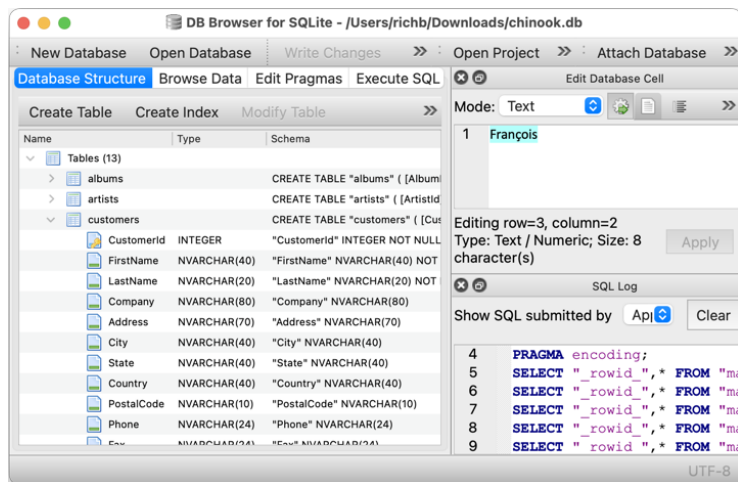 DB Browser for SQLite - /Users/richb/Downloads/chinook.db
New Database Open Database Write Changes » Open Project » Attach Database »
Database Structure Browse Data Edit Pragmas Execute SQL
Create Table Create Index Modify Table »
Name Type Schema
Tables (13)
albums CREATE TABLE "albums" ( [Album
artists CREATE TABLE "artists" ( [ArtistId
customers CREATE TABLE "customers" ( [Cus
CustomerId INTEGER "CustomerId" INTEGER NOT NULL
FirstName NVARCHAR(40) "FirstName" NVARCHAR(40) NOT
LastName NVARCHAR(20) "LastName" NVARCHAR(20) NOT
Company NVARCHAR(80) "Company" NVARCHAR(80)
Address NVARCHAR(70) "Address" NVARCHAR(70)
City NVARCHAR(40) "City" NVARCHAR(40)
State NVARCHAR(40) "State" NVARCHAR(40)
Country NVARCHAR(40) "Country" NVARCHAR(40)
PostalCode NVARCHAR(10) "PostalCode" NVARCHAR(10)
Phone NVARCHAR(24) "Phone" NVARCHAR(24)
Fax NVARCHAR(24) "Fax" NVARCHAR(24)
Edit Database Cell
Mode: Text »
1 François
Editing row=3, column=2
Type: Text / Numeric; Size: 8
character(s)
Apply
SQL Log
Show SQL submitted by Clear
4 PRAGMA encoding;
5 SELECT "_rowid_",* FROM "ma
6 SELECT "_rowid_",* FROM "ma
7 SELECT "_rowid_",* FROM "ma
8 SELECT "_rowid_",* FROM "ma
9 SELECT "_rowid_",* FROM "ma
UTF-8